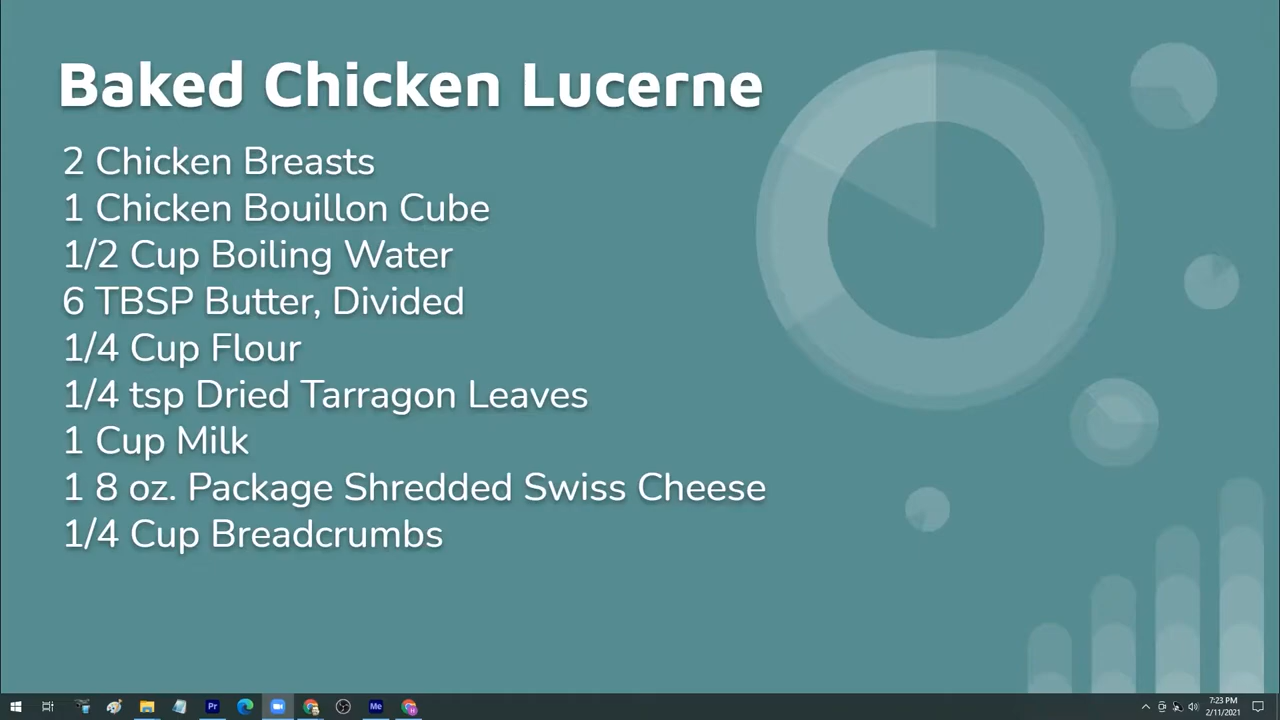 Baked Chicken Lucerne
2 Chicken Breasts
1 Chicken Bouillon Cube
1/2 Cup Boiling Water
6 TBSP Butter, Divided
1/4 Cup Flour
1/4 tsp Dried Tarragon Leaves
1 Cup Milk
1 8 oz. Package Shredded Swiss Cheese
1/4 Cup Breadcrumbs
Pr
Me
7:23 PM
2/11/2021